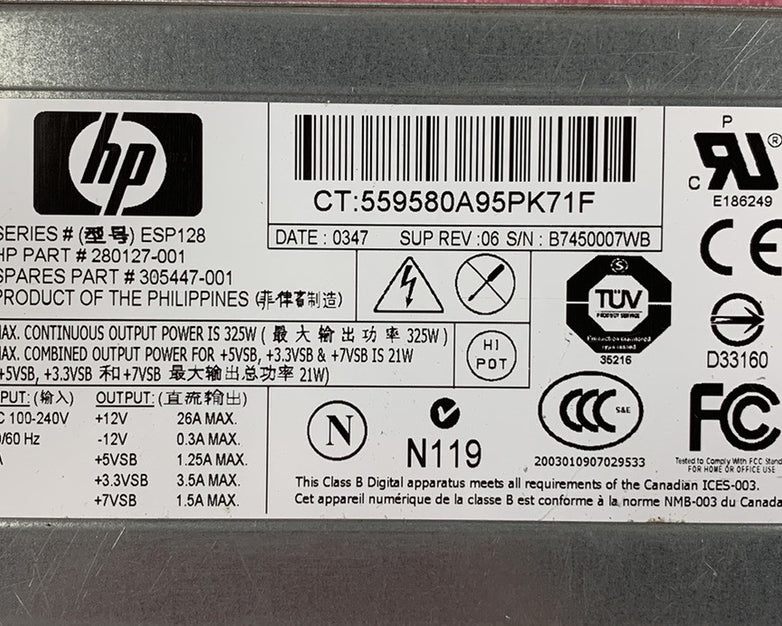 hp
CT:559580A95PK71F
DATE : 0347 SUP REV :06 S/N : B7450007WB
SERIES # (型号) ESP128
HP PART # 280127-001
SPARES PART # 305447-001
PRODUCT OF THE PHILIPPINES (菲律賓制造)
MAX. CONTINUOUS OUTPUT POWER IS 325W ( 最 大 输 出 功 率 325W )
MAX. COMBINED OUTPUT POWER FOR +5VSB, +3.3VSB & +7VSB IS 21W
+5VSB, +3.3VSB 和 +7VSB 最大输出总功率 21W)
HI
POT
PUT: (输入) OUTPUT: (直流输出)
C 100-240V +12V 26A MAX.
0/60 Hz -12V 0.3A MAX.
A +5VSB 1.25A MAX.
+3.3VSB 3.5A MAX.
+7VSB 1.5A MAX.
N
N119
TÜV
PRODUCT SERVICE
35216
CCC S&E
2003010907029533
P
C RU ®
E186249
CE
D33160
FC
Tested to Comply With FCC Stand
FOR HOME OR OFFICE USE
This Class B Digital apparatus meets all requirements of the Canadian ICES-003.
Cet appareil numérique de la classe B est conforme à la norme NMB-003 du Canada